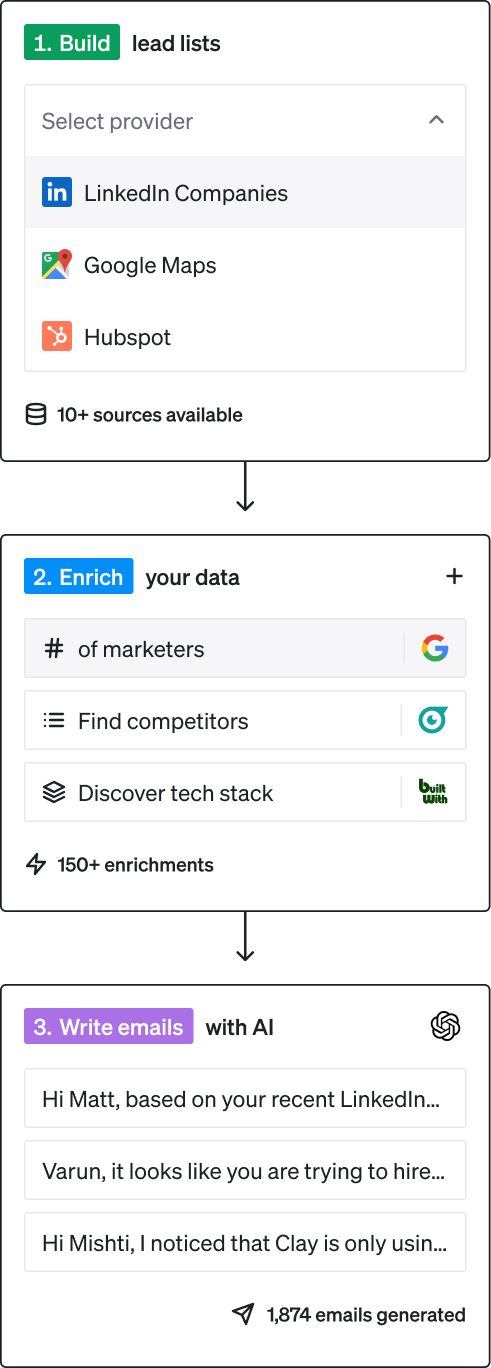 1. Build lead lists
Select provider
in LinkedIn Companies
G Google Maps
Hubspot
10+ sources available
2. Enrich your data +
# of marketers G
Find competitors
Discover tech stack built
With
150+ enrichments
3. Write emails with AI
Hi Matt, based on your recent LinkedIn...
Varun, it looks like you are trying to hire...
Hi Mishti, I noticed that Clay is only usin...
1,874 emails generated